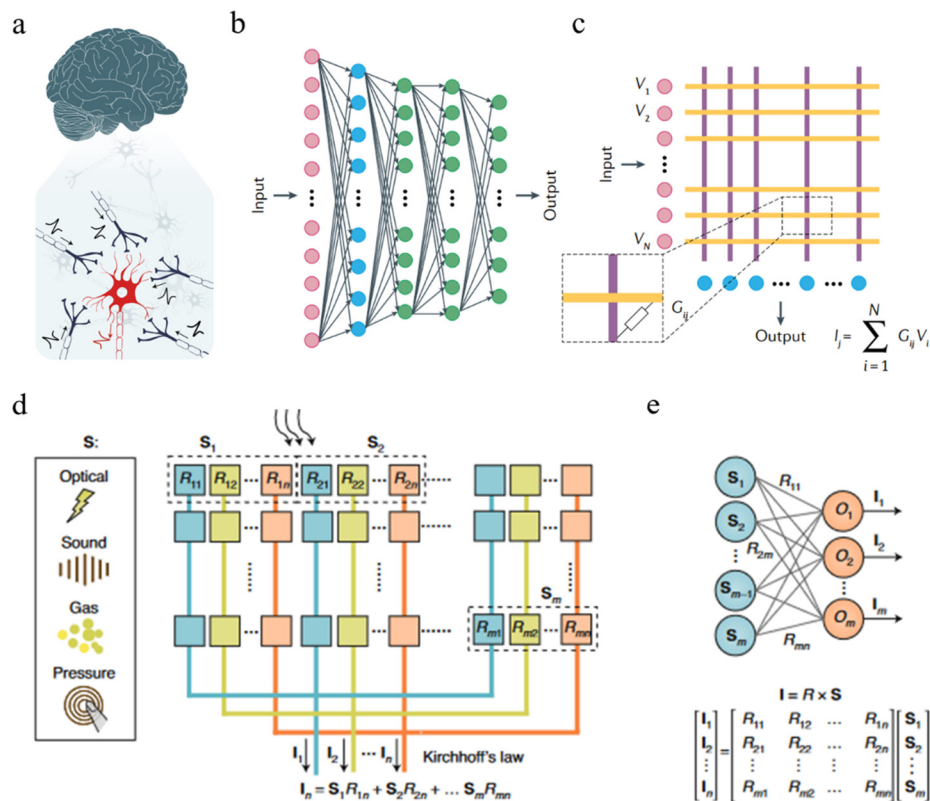 a
b
Input
Output
c
V1
V2
Input
VN
Gij
Output
Ij = ∑ i = 1 N Gij Vi
d
S:
Optical
Sound
Gas
Pressure
S1
S2
R11 R12 ... R1n R21 R22 ... R2n ......
Sm
Rm1 Rm2 ... Rmn
I1 I2 ... In
Kirchhoff's law
In = S1R1n + S2R2n + ... SmRmn
e
S1
S2
Sm−1
Sm
R11
R2m
Rmn
O1
O2
Om
I1
I2
Im
I = R × S
[I1] = [R11 R12 ... R1n] [S1]
[I2] [R21 R22 ... R2n] [S2]
[⋮] [⋮ ⋮ ⋮ ⋮] [⋮]
[In] [Rm1 Rm2 ... Rmn] [Sm]